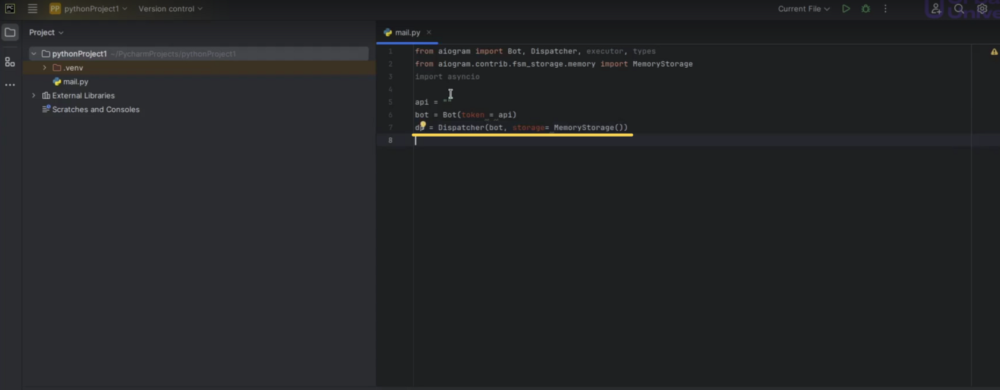 PC PP pythonProject1 Version control Current File
Project
mail.py
pythonProject1 ~/PycharmProjects/pythonProject1
.venv
mail.py
External Libraries
Scratches and Consoles
1 from aiogram import Bot, Dispatcher, executor, types
2 from aiogram.contrib.fsm_storage.memory import MemoryStorage
3 import asyncio
4
5 api = ""
6 bot = Bot(token = api)
7 dp = Dispatcher(bot, storage= MemoryStorage())
8